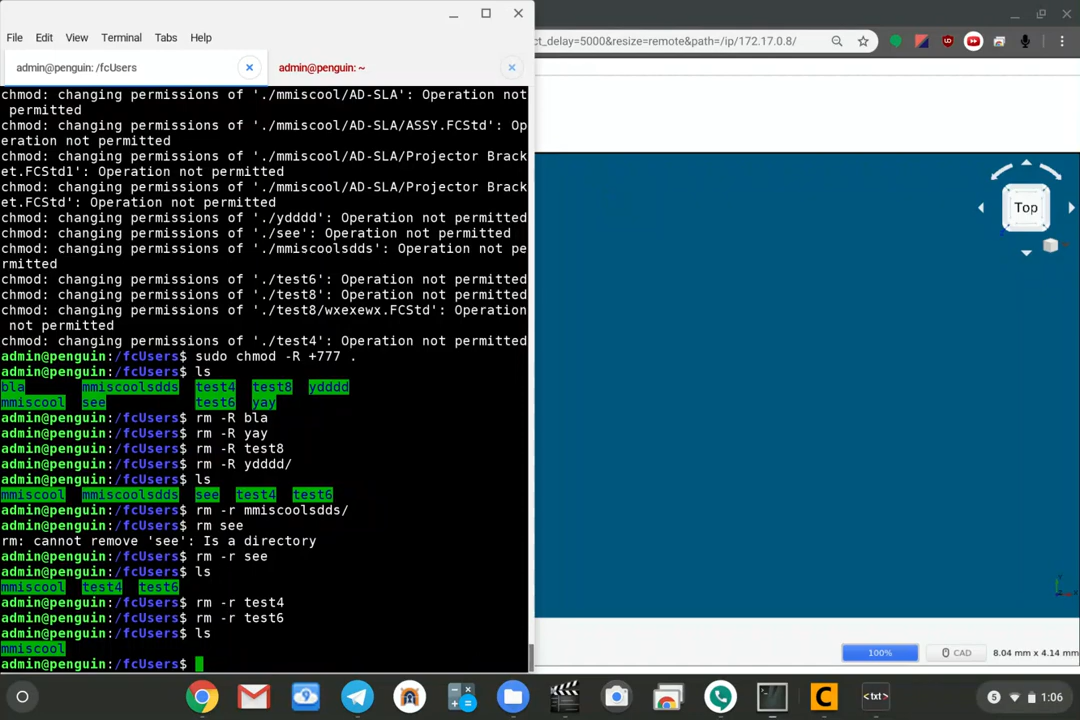 File Edit View Terminal Tabs Help
ct_delay=5000&resize=remote&path=/ip/172.17.0.8/
admin@penguin: /fcUsers
admin@penguin: ~
chmod: changing permissions of './mmiscool/AD-SLA': Operation not
 permitted
chmod: changing permissions of './mmiscool/AD-SLA/ASSY.FCStd': Op
eration not permitted
chmod: changing permissions of './mmiscool/AD-SLA/Projector Brack
et.FCStd1': Operation not permitted
chmod: changing permissions of './mmiscool/AD-SLA/Projector Brack
et.FCStd': Operation not permitted
chmod: changing permissions of './ydddd': Operation not permitted
chmod: changing permissions of './see': Operation not permitted
chmod: changing permissions of './mmiscoolsdds': Operation not pe
rmitted
chmod: changing permissions of './test6': Operation not permitted
chmod: changing permissions of './test8': Operation not permitted
chmod: changing permissions of './test8/wxexewx.FCStd': Operation
 not permitted
chmod: changing permissions of './test4': Operation not permitted
admin@penguin:/fcUsers$ sudo chmod -R +777 .
admin@penguin:/fcUsers$ ls
bla mmiscoolsdds test4 test8 ydddd
mmiscool see test6 yay
admin@penguin:/fcUsers$ rm -R bla
admin@penguin:/fcUsers$ rm -R yay
admin@penguin:/fcUsers$ rm -R test8
admin@penguin:/fcUsers$ rm -R ydddd/
admin@penguin:/fcUsers$ ls
mmiscool mmiscoolsdds see test4 test6
admin@penguin:/fcUsers$ rm -r mmiscoolsdds/
admin@penguin:/fcUsers$ rm see
rm: cannot remove 'see': Is a directory
admin@penguin:/fcUsers$ rm -r see
admin@penguin:/fcUsers$ ls
mmiscool test4 test6
admin@penguin:/fcUsers$ rm -r test4
admin@penguin:/fcUsers$ rm -r test6
admin@penguin:/fcUsers$ ls
mmiscool
admin@penguin:/fcUsers$
Top
100%
CAD
8.04 mm x 4.14 mm
C
<txt>
5
1:06